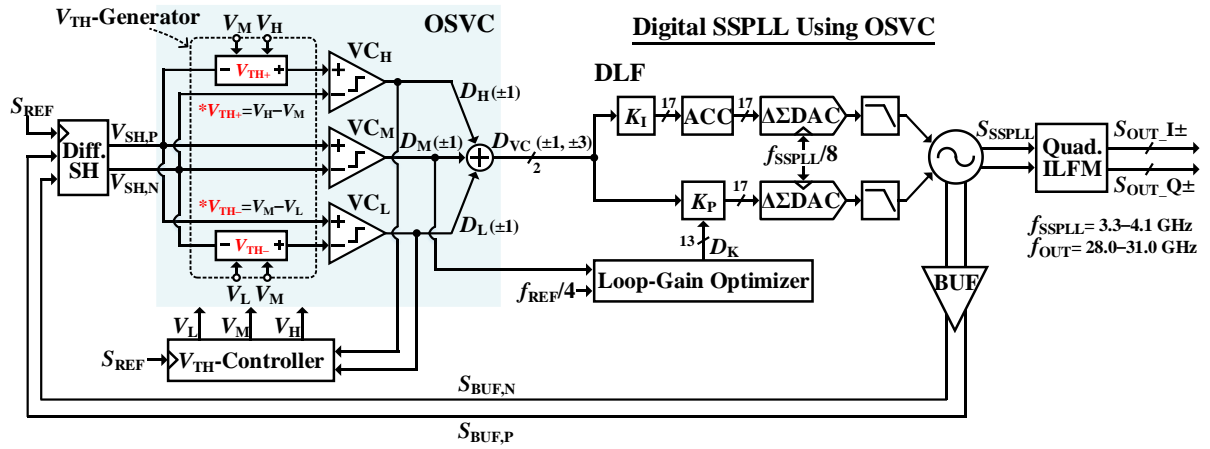 V_TH-Generator
V_M V_H
OSVC
Digital SSPLL Using OSVC
− V_TH+ +
VC_H
+
−
*V_TH+=V_H−V_M
D_H(±1)
DLF
S_REF
Diff. SH
V_SH,P
V_SH,N
VC_M
+
−
D_M(±1)
+
D_VC(±1, ±3)
2
K_I
17
ACC
17
ΔΣDAC
f_SSPLL/8
K_P
17
ΔΣDAC
S_SSPLL
Quad. ILFM
S_OUT_I±
S_OUT_Q±
f_SSPLL= 3.3–4.1 GHz
f_OUT= 28.0–31.0 GHz
*V_TH−=V_M−V_L
VC_L
+
−
D_L(±1)
− V_TH− +
V_L V_M
13
D_K
Loop-Gain Optimizer
f_REF/4
BUF
V_L
V_M
V_H
S_REF
V_TH-Controller
S_BUF,N
S_BUF,P